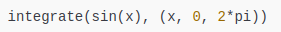 integrate(sin(x), (x, 0, 2*pi))